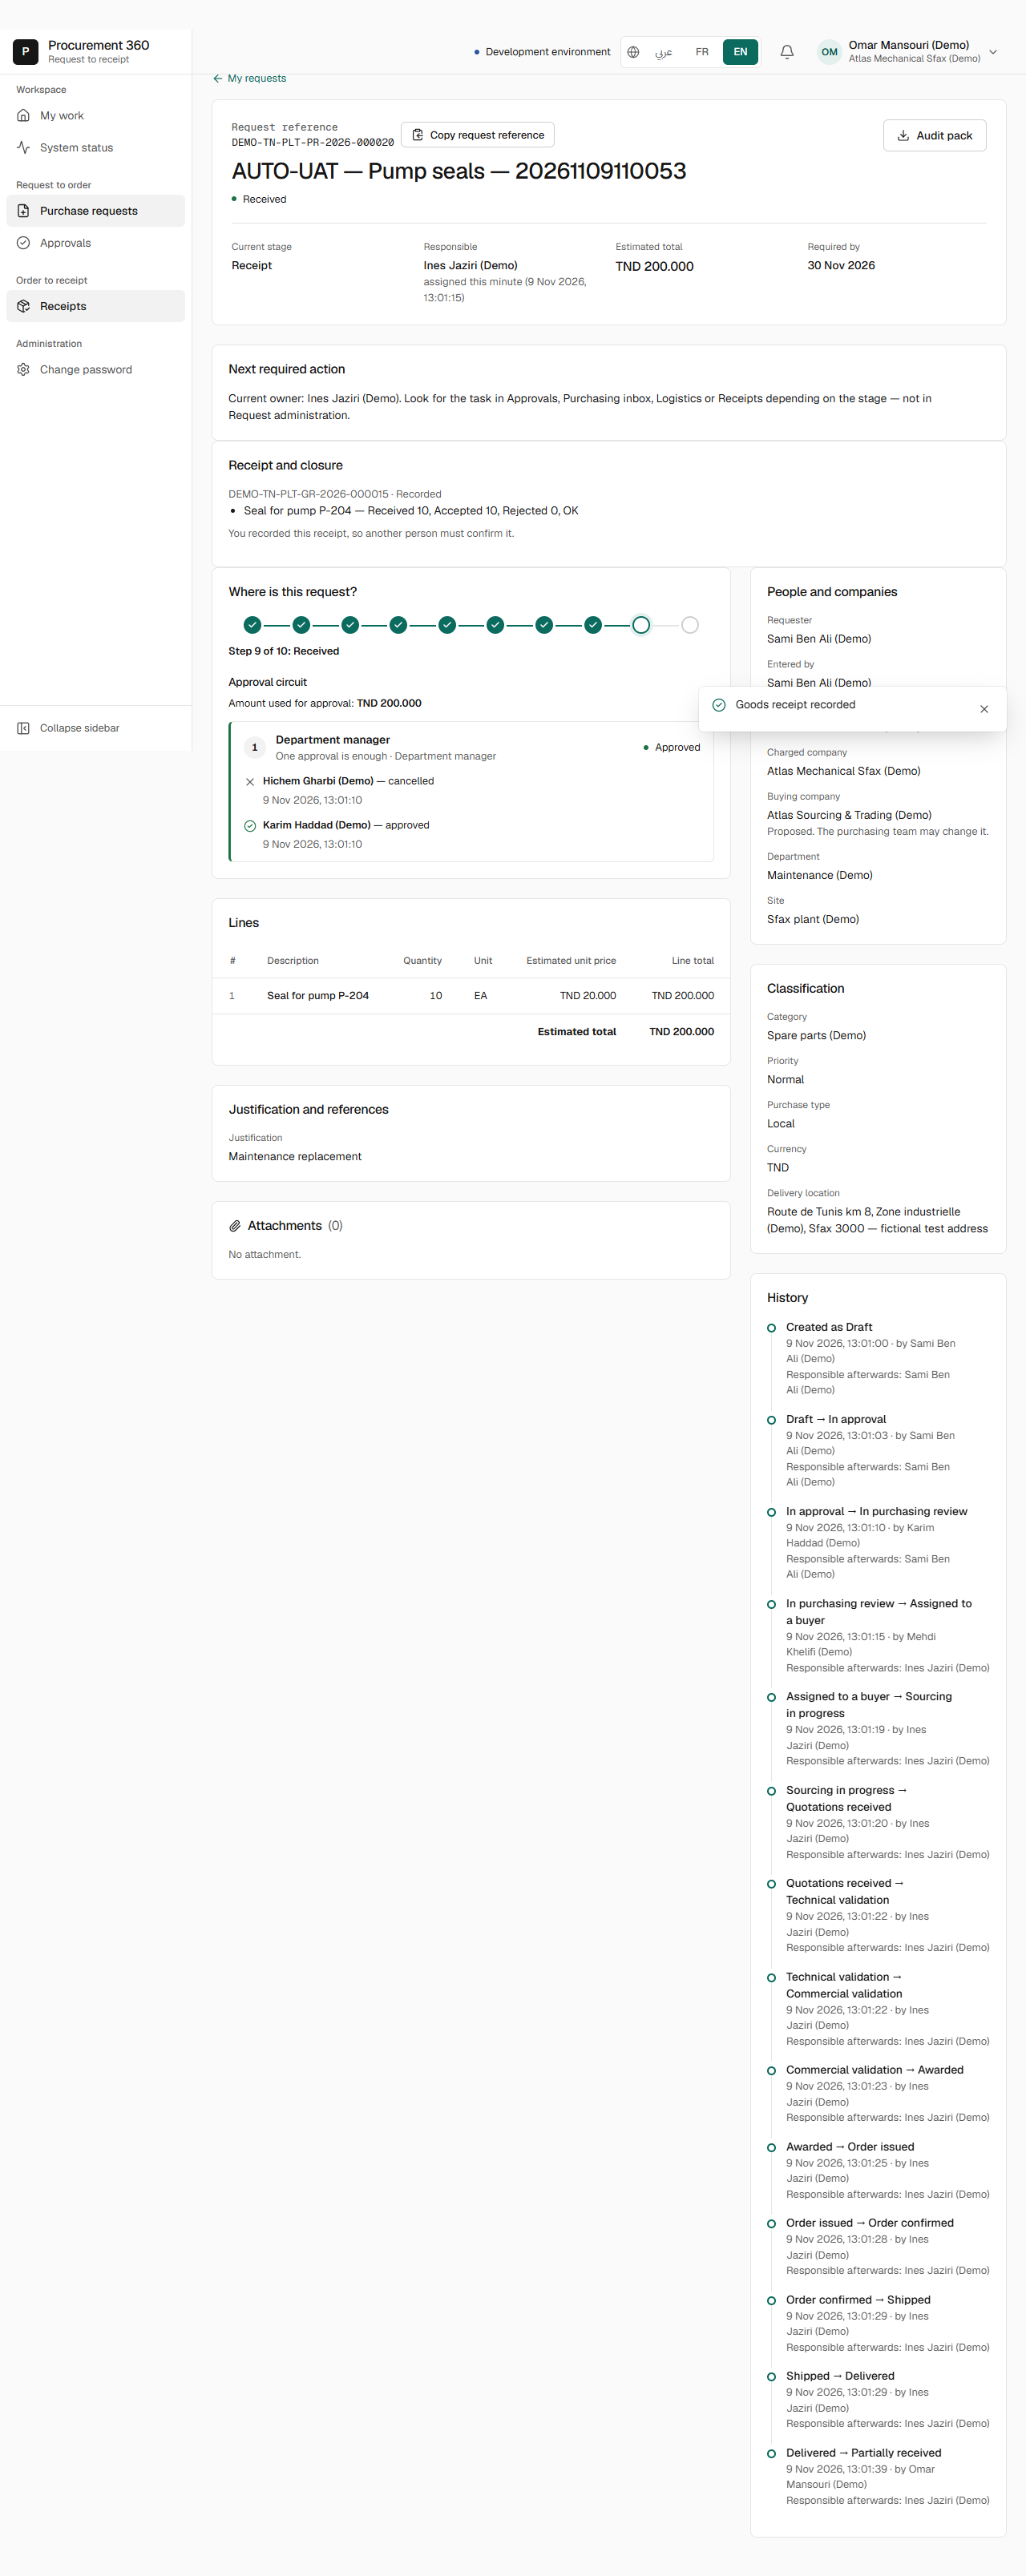 P
Procurement 360
Request to receipt
Development environment
عربي
FR
EN
OM
Omar Mansouri (Demo)
Atlas Mechanical Sfax (Demo)
Workspace
My work
System status
Request to order
Purchase requests
Approvals
Order to receipt
Receipts
Administration
Change password
Collapse sidebar
My requests
Request reference
DEMO-TN-PLT-PR-2026-000020
Copy request reference
Audit pack
AUTO-UAT — Pump seals — 20261109110053
Received
Current stage
Receipt
Responsible
Ines Jaziri (Demo)
assigned this minute (9 Nov 2026,
13:01:15)
Estimated total
TND 200.000
Required by
30 Nov 2026
Next required action
Current owner: Ines Jaziri (Demo). Look for the task in Approvals, Purchasing inbox, Logistics or Receipts depending on the stage — not in
Request administration.
Receipt and closure
DEMO-TN-PLT-GR-2026-000015 · Recorded
Seal for pump P-204 — Received 10, Accepted 10, Rejected 0, OK
You recorded this receipt, so another person must confirm it.
Where is this request?
Step 9 of 10: Received
Approval circuit
Amount used for approval: TND 200.000
1
Department manager
One approval is enough · Department manager
Approved
Hichem Gharbi (Demo) — cancelled
9 Nov 2026, 13:01:10
Karim Haddad (Demo) — approved
9 Nov 2026, 13:01:10
Lines
# Description Quantity Unit Estimated unit price Line total
1 Seal for pump P-204 10 EA TND 20.000 TND 200.000
Estimated total TND 200.000
Justification and references
Justification
Maintenance replacement
Attachments (0)
No attachment.
People and companies
Requester
Sami Ben Ali (Demo)
Entered by
Sami Ben Ali (Demo)
Goods receipt recorded
Charged company
Atlas Mechanical Sfax (Demo)
Buying company
Atlas Sourcing & Trading (Demo)
Proposed. The purchasing team may change it.
Department
Maintenance (Demo)
Site
Sfax plant (Demo)
Classification
Category
Spare parts (Demo)
Priority
Normal
Purchase type
Local
Currency
TND
Delivery location
Route de Tunis km 8, Zone industrielle
(Demo), Sfax 3000 — fictional test address
History
Created as Draft
9 Nov 2026, 13:01:00 · by Sami Ben
Ali (Demo)
Responsible afterwards: Sami Ben
Ali (Demo)
Draft → In approval
9 Nov 2026, 13:01:03 · by Sami Ben
Ali (Demo)
Responsible afterwards: Sami Ben
Ali (Demo)
In approval → In purchasing review
9 Nov 2026, 13:01:10 · by Karim
Haddad (Demo)
Responsible afterwards: Sami Ben
Ali (Demo)
In purchasing review → Assigned to
a buyer
9 Nov 2026, 13:01:15 · by Mehdi
Khelifi (Demo)
Responsible afterwards: Ines Jaziri (Demo)
Assigned to a buyer → Sourcing
in progress
9 Nov 2026, 13:01:19 · by Ines
Jaziri (Demo)
Responsible afterwards: Ines Jaziri (Demo)
Sourcing in progress →
Quotations received
9 Nov 2026, 13:01:20 · by Ines
Jaziri (Demo)
Responsible afterwards: Ines Jaziri (Demo)
Quotations received →
Technical validation
9 Nov 2026, 13:01:22 · by Ines
Jaziri (Demo)
Responsible afterwards: Ines Jaziri (Demo)
Technical validation →
Commercial validation
9 Nov 2026, 13:01:22 · by Ines
Jaziri (Demo)
Responsible afterwards: Ines Jaziri (Demo)
Commercial validation → Awarded
9 Nov 2026, 13:01:23 · by Ines
Jaziri (Demo)
Responsible afterwards: Ines Jaziri (Demo)
Awarded → Order issued
9 Nov 2026, 13:01:25 · by Ines
Jaziri (Demo)
Responsible afterwards: Ines Jaziri (Demo)
Order issued → Order confirmed
9 Nov 2026, 13:01:28 · by Ines
Jaziri (Demo)
Responsible afterwards: Ines Jaziri (Demo)
Order confirmed → Shipped
9 Nov 2026, 13:01:29 · by Ines
Jaziri (Demo)
Responsible afterwards: Ines Jaziri (Demo)
Shipped → Delivered
9 Nov 2026, 13:01:29 · by Ines
Jaziri (Demo)
Responsible afterwards: Ines Jaziri (Demo)
Delivered → Partially received
9 Nov 2026, 13:01:39 · by Omar
Mansouri (Demo)
Responsible afterwards: Ines Jaziri (Demo)